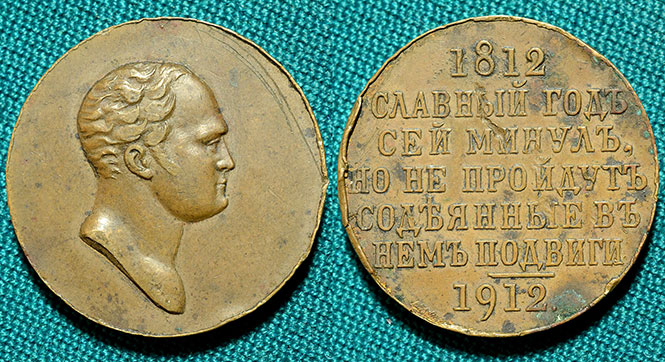 1812
СЛАВНЫЙ ГОДЪ
СЕЙ МИНУЛЪ,
НО НЕ ПРОЙДУТЪ
СОДѢЯННЫЕ ВЪ
НЕМЪ ПОДВИГИ
1912.